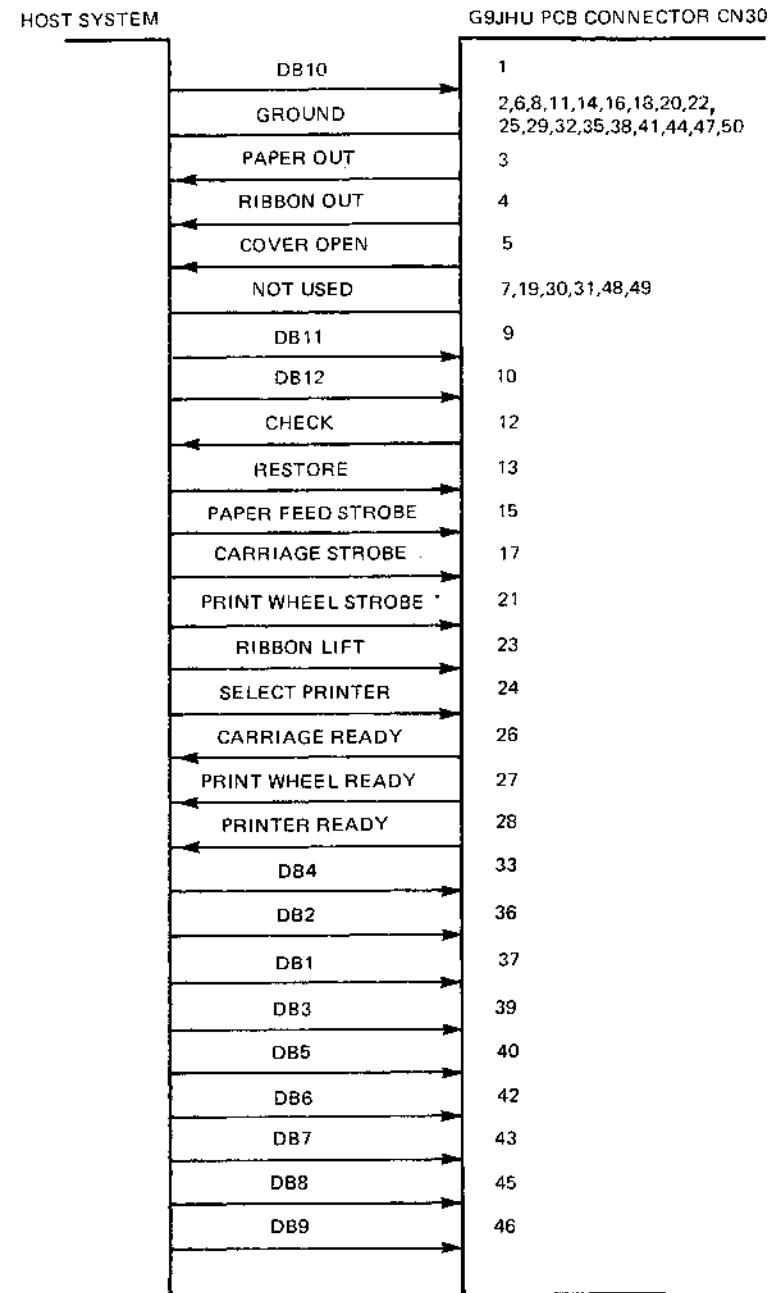 HOST SYSTEM G9JHU PCB CONNECTOR CN30
DB10 1
GROUND 2,6,8,11,14,16,18,20,22,
25,29,32,35,38,41,44,47,50
PAPER OUT 3
RIBBON OUT 4
COVER OPEN 5
NOT USED 7,19,30,31,48,49
DB11 9
DB12 10
CHECK 12
RESTORE 13
PAPER FEED STROBE 15
CARRIAGE STROBE 17
PRINT WHEEL STROBE 21
RIBBON LIFT 23
SELECT PRINTER 24
CARRIAGE READY 26
PRINT WHEEL READY 27
PRINTER READY 28
DB4 33
DB2 36
DB1 37
DB3 39
DB5 40
DB6 42
DB7 43
DB8 45
DB9 46